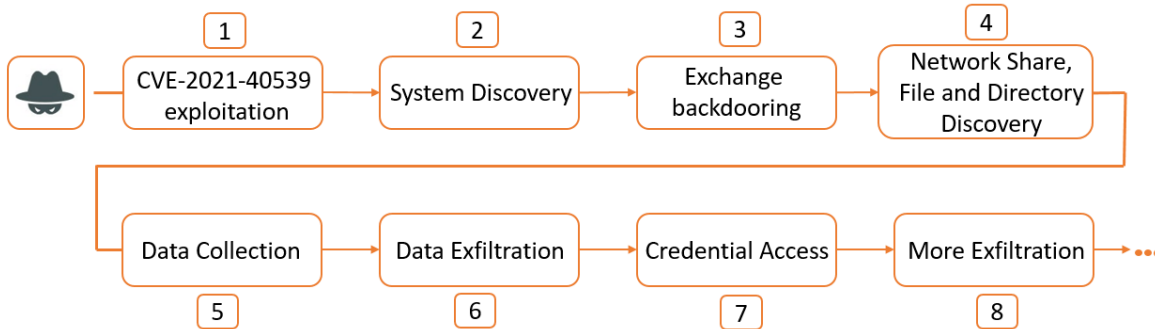 1
CVE-2021-40539
exploitation
2
System Discovery
3
Exchange
backdooring
4
Network Share,
File and Directory
Discovery
Data Collection
5
Data Exfiltration
6
Credential Access
7
More Exfiltration
8
...